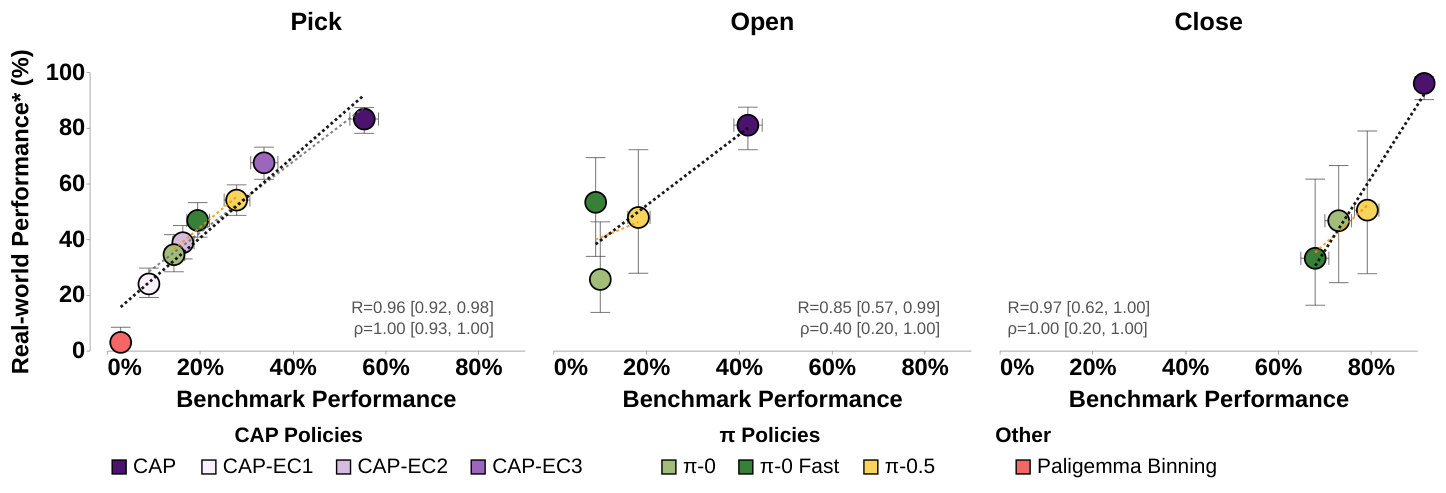 Pick Open Close
Real-world Performance* (%)
100
80
60
40
20
0
R=0.96 [0.92, 0.98]
ρ=1.00 [0.93, 1.00]
R=0.85 [0.57, 0.99]
ρ=0.40 [0.20, 1.00]
R=0.97 [0.62, 1.00]
ρ=1.00 [0.20, 1.00]
0% 20% 40% 60% 80%
0% 20% 40% 60% 80%
0% 20% 40% 60% 80%
Benchmark Performance Benchmark Performance Benchmark Performance
CAP Policies π Policies Other
CAP CAP-EC1 CAP-EC2 CAP-EC3 π-0 π-0 Fast π-0.5 Paligemma Binning